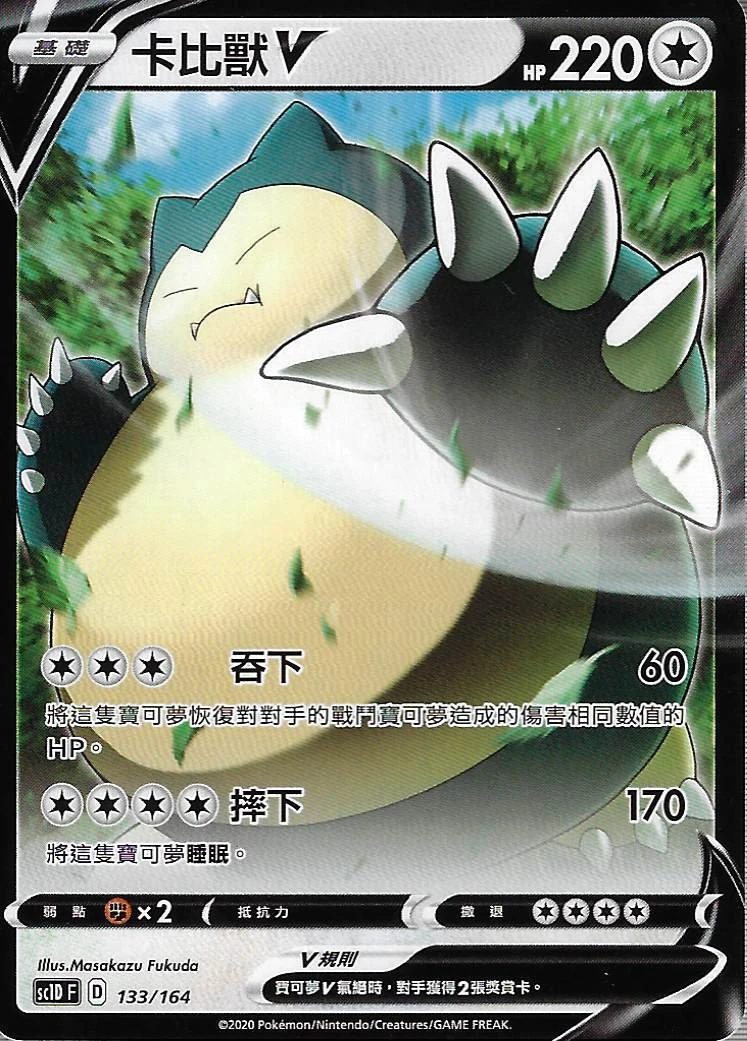 基礎 卡比獸V HP220
吞下 60
將這隻寶可夢恢復對對手的戰鬥寶可夢造成的傷害相同數值的
HP。
摔下 170
將這隻寶可夢睡眠。
弱點 ×2 抵抗力 撤退
Illus.Masakazu Fukuda
V規則
寶可夢V氣絕時，對手獲得2張獎賞卡。
sc1D F D 133/164
©2020 Pokémon/Nintendo/Creatures/GAME FREAK.